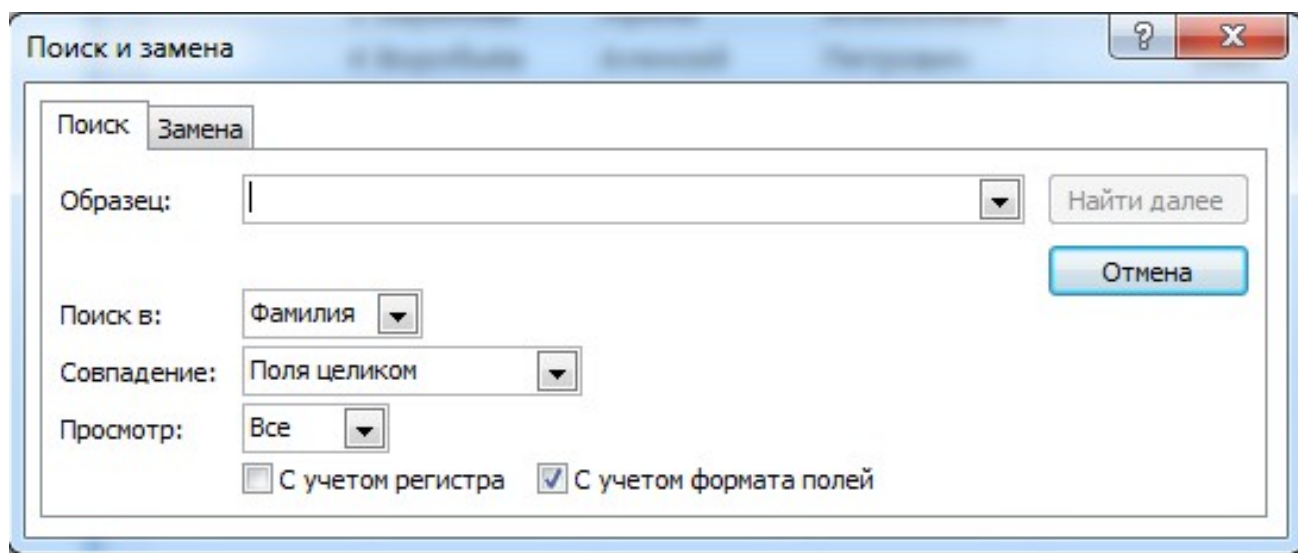 Поиск и замена
Поиск
Замена
Образец:
Найти далее
Отмена
Поиск в:
Фамилия
Совпадение:
Поля целиком
Просмотр:
Все
С учетом регистра
С учетом формата полей